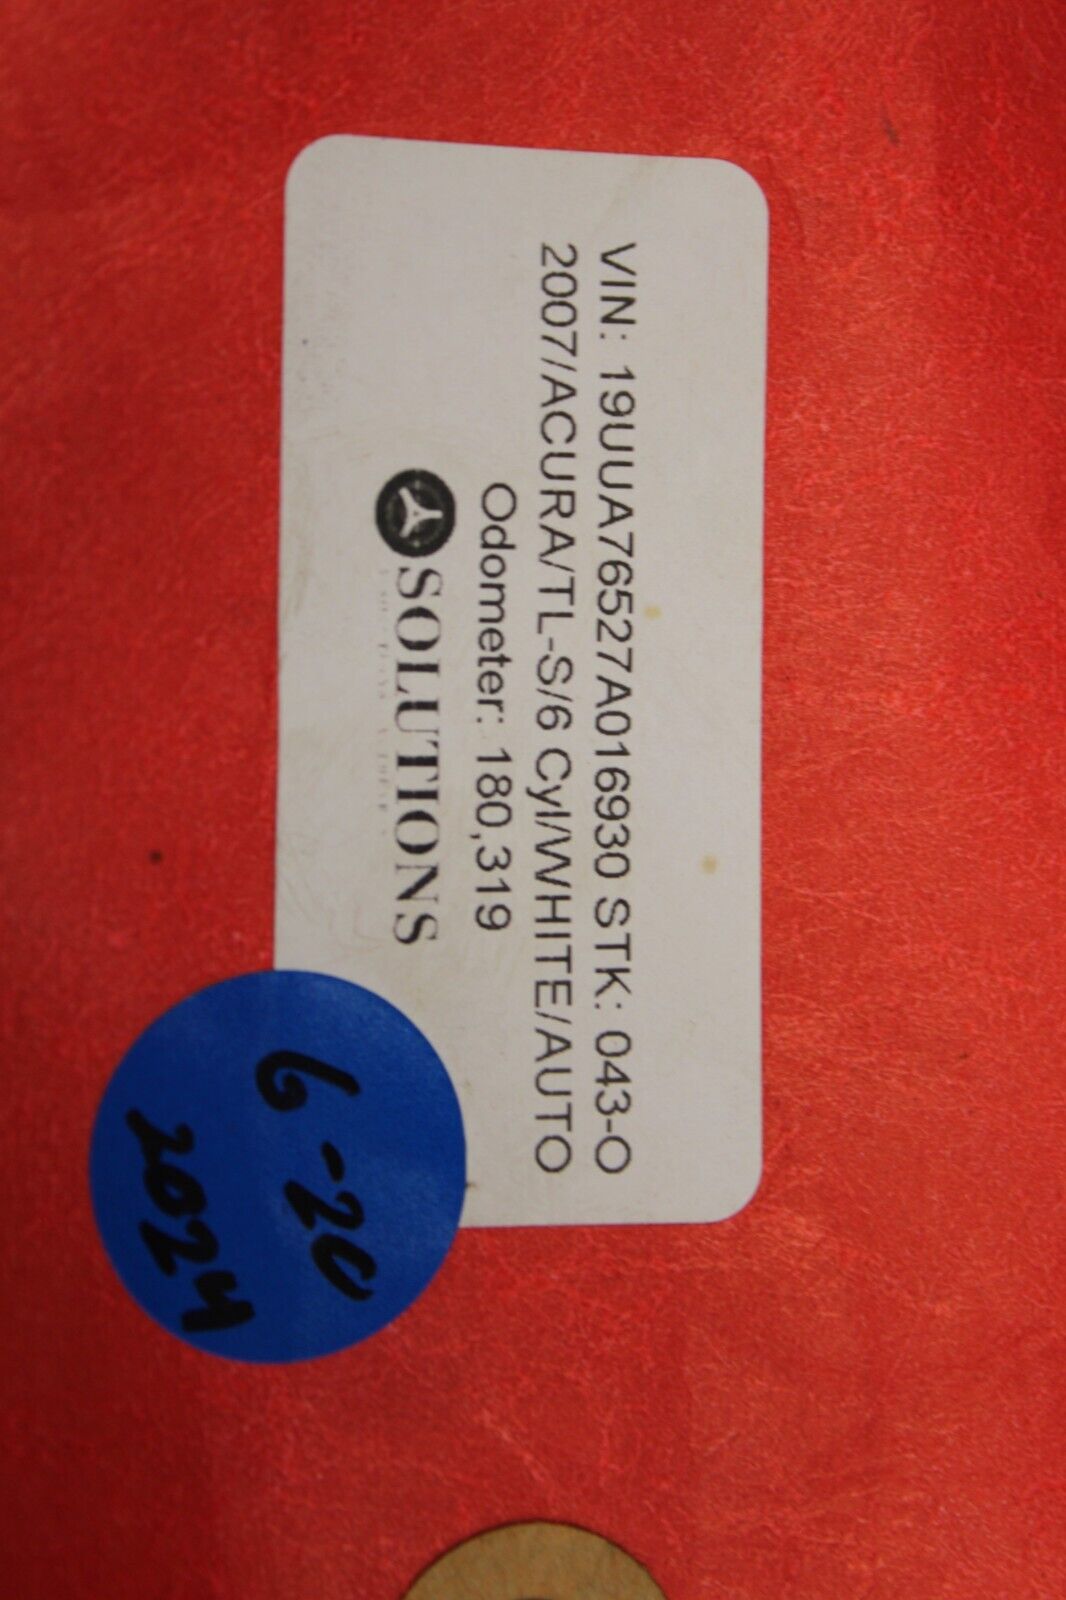 VIN: 19UUA76527A016930 STK: 043-O
2007/ACURA/TL-S/6 Cyl/WHITE/AUTO
Odometer: 180,319
SOLUTIONS
6-20
2024